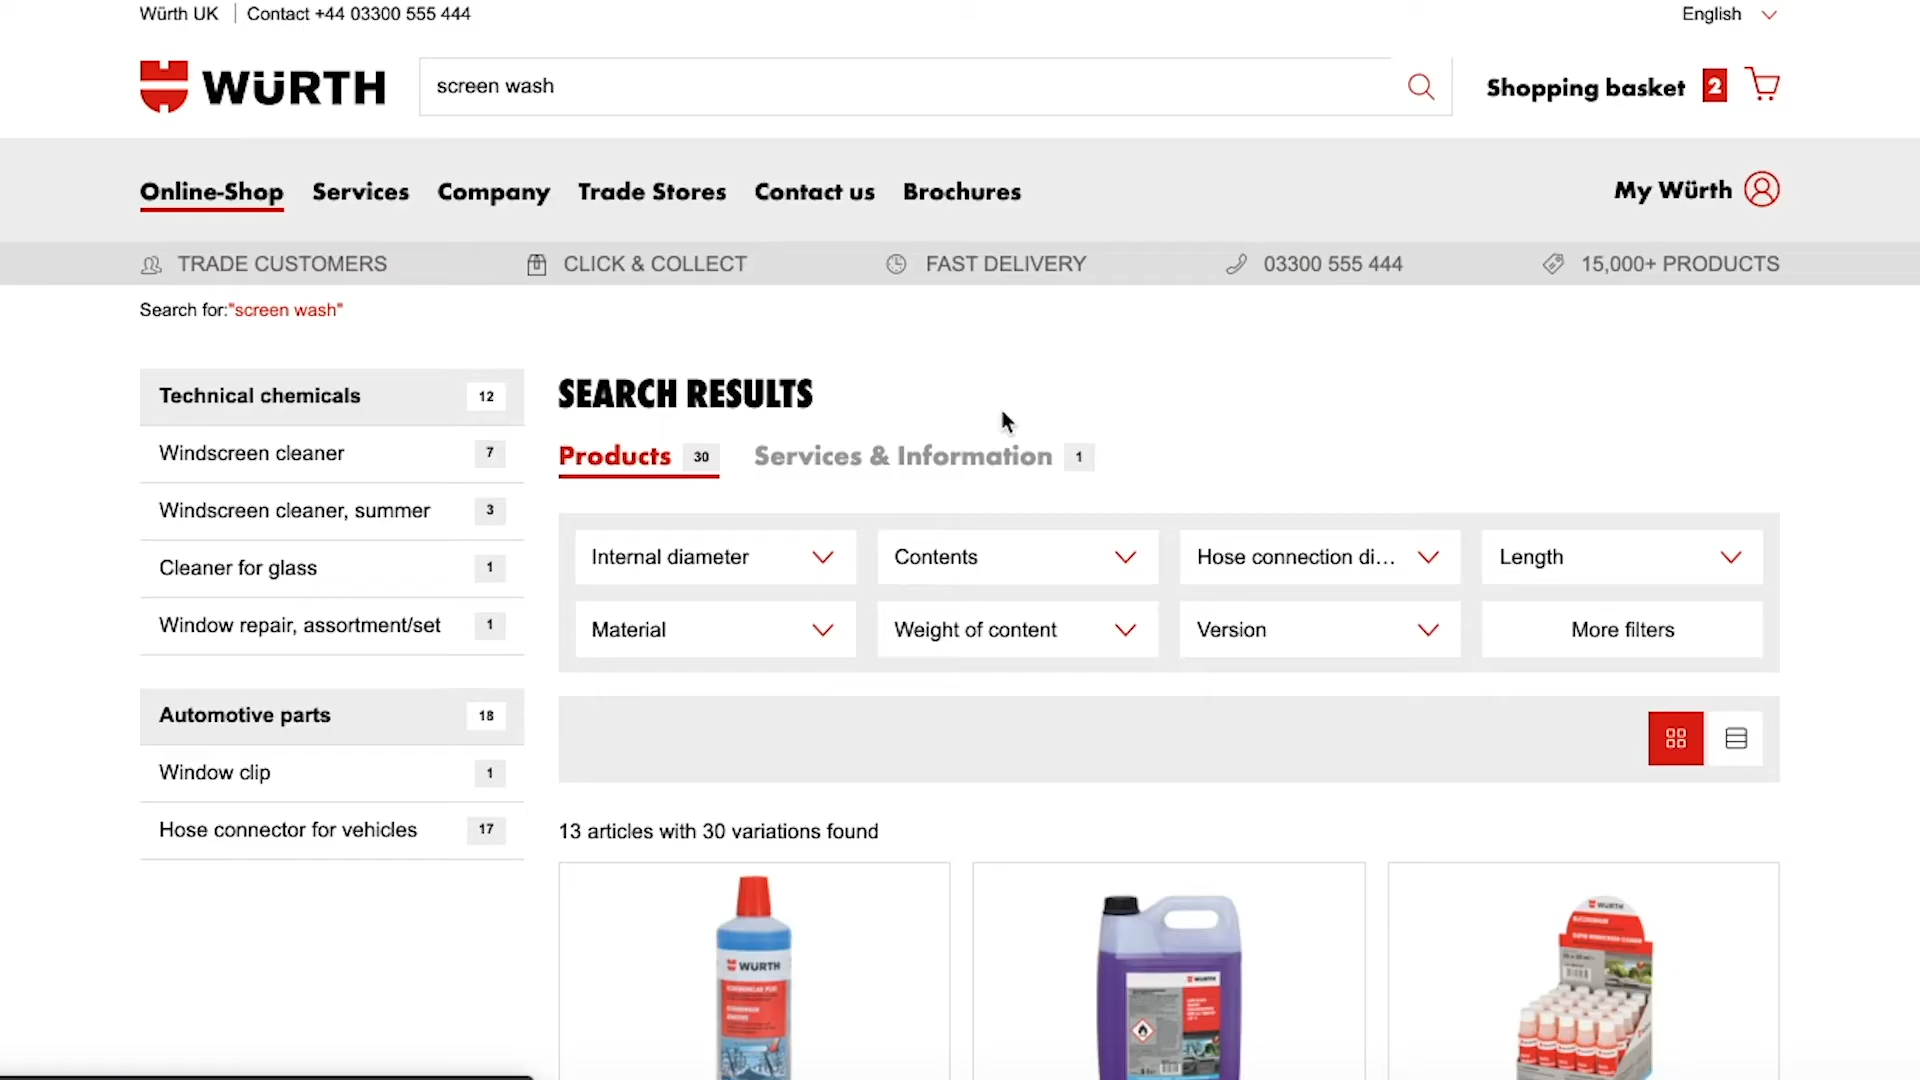 Würth UK | Contact +44 03300 555 444
English
WÜRTH
screen wash
Shopping basket 2
Online-Shop Services Company Trade Stores Contact us Brochures
My Würth
TRADE CUSTOMERS
CLICK & COLLECT
FAST DELIVERY
03300 555 444
15,000+ PRODUCTS
Search for:"screen wash"
Technical chemicals 12
Windscreen cleaner 7
Windscreen cleaner, summer 3
Cleaner for glass 1
Window repair, assortment/set 1
Automotive parts 18
Window clip 1
Hose connector for vehicles 17
SEARCH RESULTS
Products 30
Services & Information 1
Internal diameter
Contents
Hose connection di...
Length
Material
Weight of content
Version
More filters
13 articles with 30 variations found
WÜRTH
WÜRTH
WÜRTH